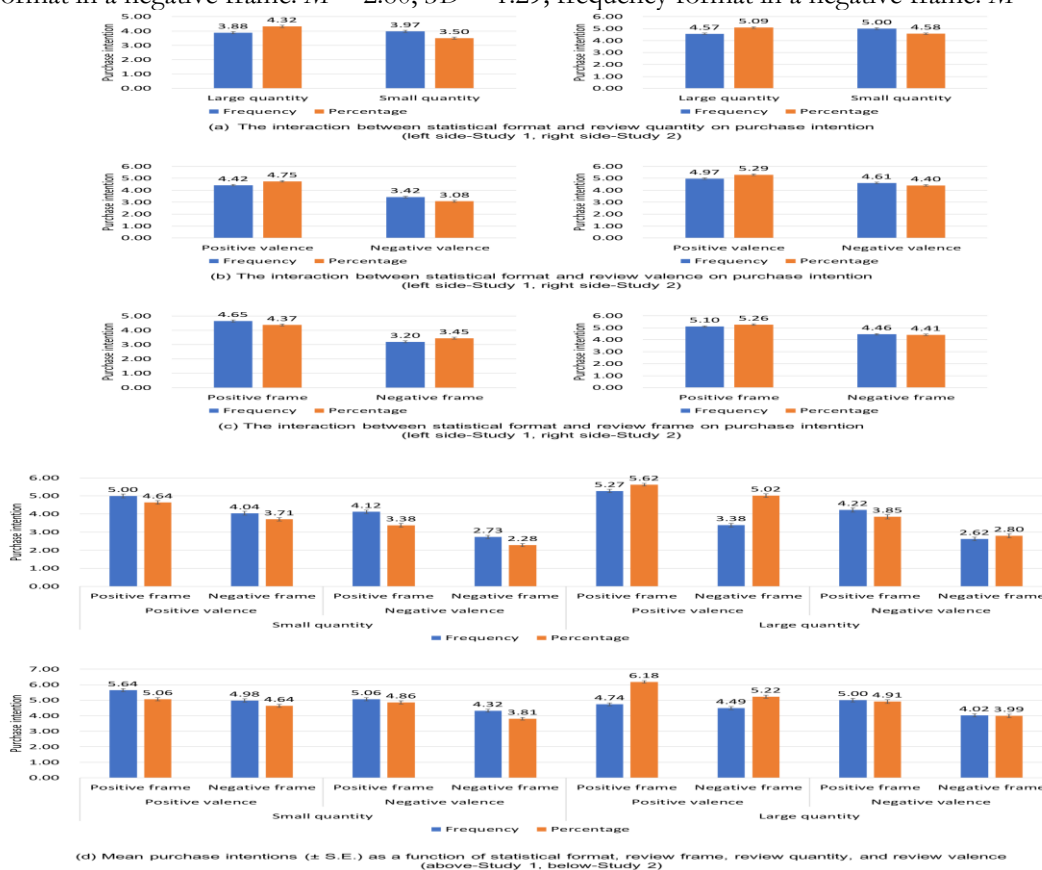 format in a negative frame: M = 2.80, SD = 1.29; frequency format in a negative frame: M
5.00 4.00 3.00 2.00 1.00 0.00
Purchase intention
3.88 4.32 3.97 3.50
Large quantity Small quantity
Frequency Percentage
6.00 5.00 4.00 3.00 2.00 1.00 0.00
Purchase intention
4.57 5.09 5.00 4.58
Large quantity Small quantity
Frequency Percentage
(a) The interaction between statistical format and review quantity on purchase intention
(left side-Study 1, right side-Study 2)
6.00 5.00 4.00 3.00 2.00 1.00 0.00
Purchase intention
4.42 4.75 3.42 3.08
Positive valence Negative valence
Frequency Percentage
6.00 5.00 4.00 3.00 2.00 1.00 0.00
Purchase intention
4.97 5.29 4.61 4.40
Positive valence Negative valence
Frequency Percentage
(b) The interaction between statistical format and review valence on purchase intention
(left side-Study 1, right side-Study 2)
5.00 4.00 3.00 2.00 1.00 0.00
Purchase intention
4.65 4.37 3.20 3.45
Positive frame Negative frame
Frequency Percentage
6.00 5.00 4.00 3.00 2.00 1.00 0.00
Purchase intention
5.10 5.26 4.46 4.41
Positive frame Negative frame
Frequency Percentage
(c) The interaction between statistical format and review frame on purchase intention
(left side-Study 1, right side-Study 2)
6.00 5.00 4.00 3.00 2.00 1.00 0.00
Purchase intention
5.00 4.64 4.04 3.71 4.12 3.38 2.73 2.28 5.27 5.62 3.38 5.02 4.22 3.85 2.62 2.80
Positive frame Negative frame Positive frame Negative frame Positive frame Negative frame Positive frame Negative frame
Positive valence Negative valence Positive valence Negative valence
Small quantity Large quantity
Frequency Percentage
7.00 6.00 5.00 4.00 3.00 2.00 1.00 0.00
Purchase intention
5.64 5.06 4.98 4.64 5.06 4.86 4.32 3.81 4.74 6.18 4.49 5.22 5.00 4.91 4.02 3.99
Positive frame Negative frame Positive frame Negative frame Positive frame Negative frame Positive frame Negative frame
Positive valence Negative valence Positive valence Negative valence
Small quantity Large quantity
Frequency Percentage
(d) Mean purchase intentions (± S.E.) as a function of statistical format, review frame, review quantity, and review valence
(above-Study 1, below-Study 2)